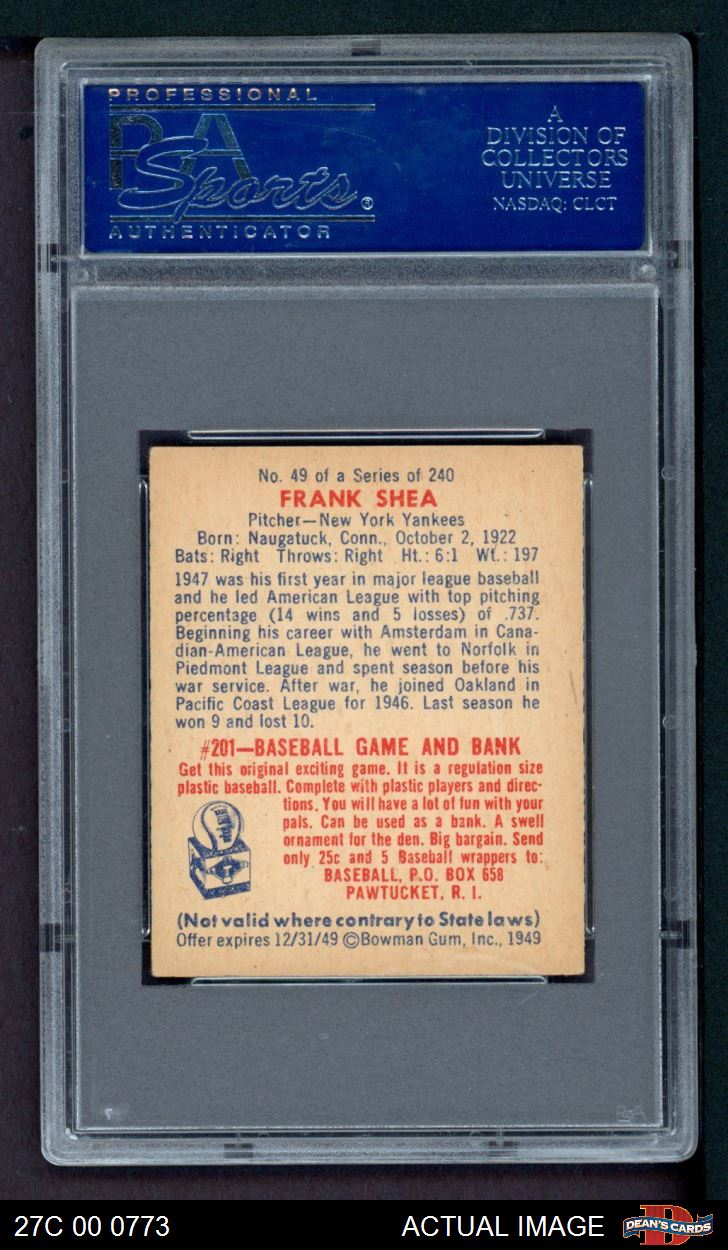 PROFESSIONAL
PSA
Sports®
AUTHENTICATOR
A
DIVISION OF
COLLECTORS
UNIVERSE
NASDAQ: CLCT
No. 49 of a Series of 240
FRANK SHEA
Pitcher—New York Yankees
Born: Naugatuck, Conn., October 2, 1922
Bats: Right Throws: Right Ht.: 6:1 Wt.: 197
1947 was his first year in major league baseball
and he led American League with top pitching
percentage (14 wins and 5 losses) of .737.
Beginning his career with Amsterdam in Cana-
dian-American League, he went to Norfolk in
Piedmont League and spent season before his
war service. After war, he joined Oakland in
Pacific Coast League for 1946. Last season he
won 9 and lost 10.
#201—BASEBALL GAME AND BANK
Get this original exciting game. It is a regulation size
plastic baseball. Complete with plastic players and direc-
tions. You will have a lot of fun with your
pals. Can be used as a bank. A swell
ornament for the den. Big bargain. Send
only 25c and 5 Baseball wrappers to:
BASEBALL, P.O. BOX 658
PAWTUCKET, R. I.
(Not valid where contrary to State laws)
Offer expires 12/31/49 ©Bowman Gum, Inc., 1949
27C 00 0773
ACTUAL IMAGE
DEAN'S CARDS